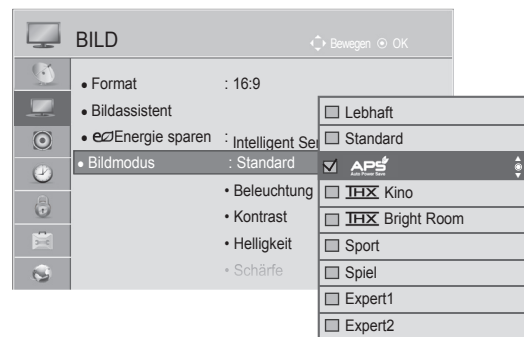 BILD
Bewegen ⊙ OK
• Format : 16:9
• Bildassistent
• Energie sparen : Intelligent Sen
• Bildmodus : Standard
• Beleuchtung
• Kontrast
• Helligkeit
• Schärfe
Lebhaft
Standard
APS
Auto Power Save
THX Kino
THX Bright Room
Sport
Spiel
Expert1
Expert2